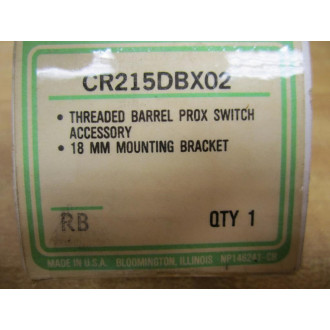 CR215DBX02
• THREADED BARREL PROX SWITCH
ACCESSORY
• 18 MM MOUNTING BRACKET
RB
QTY 1
MADE IN U.S.A. BLOOMINGTON, ILLINOIS